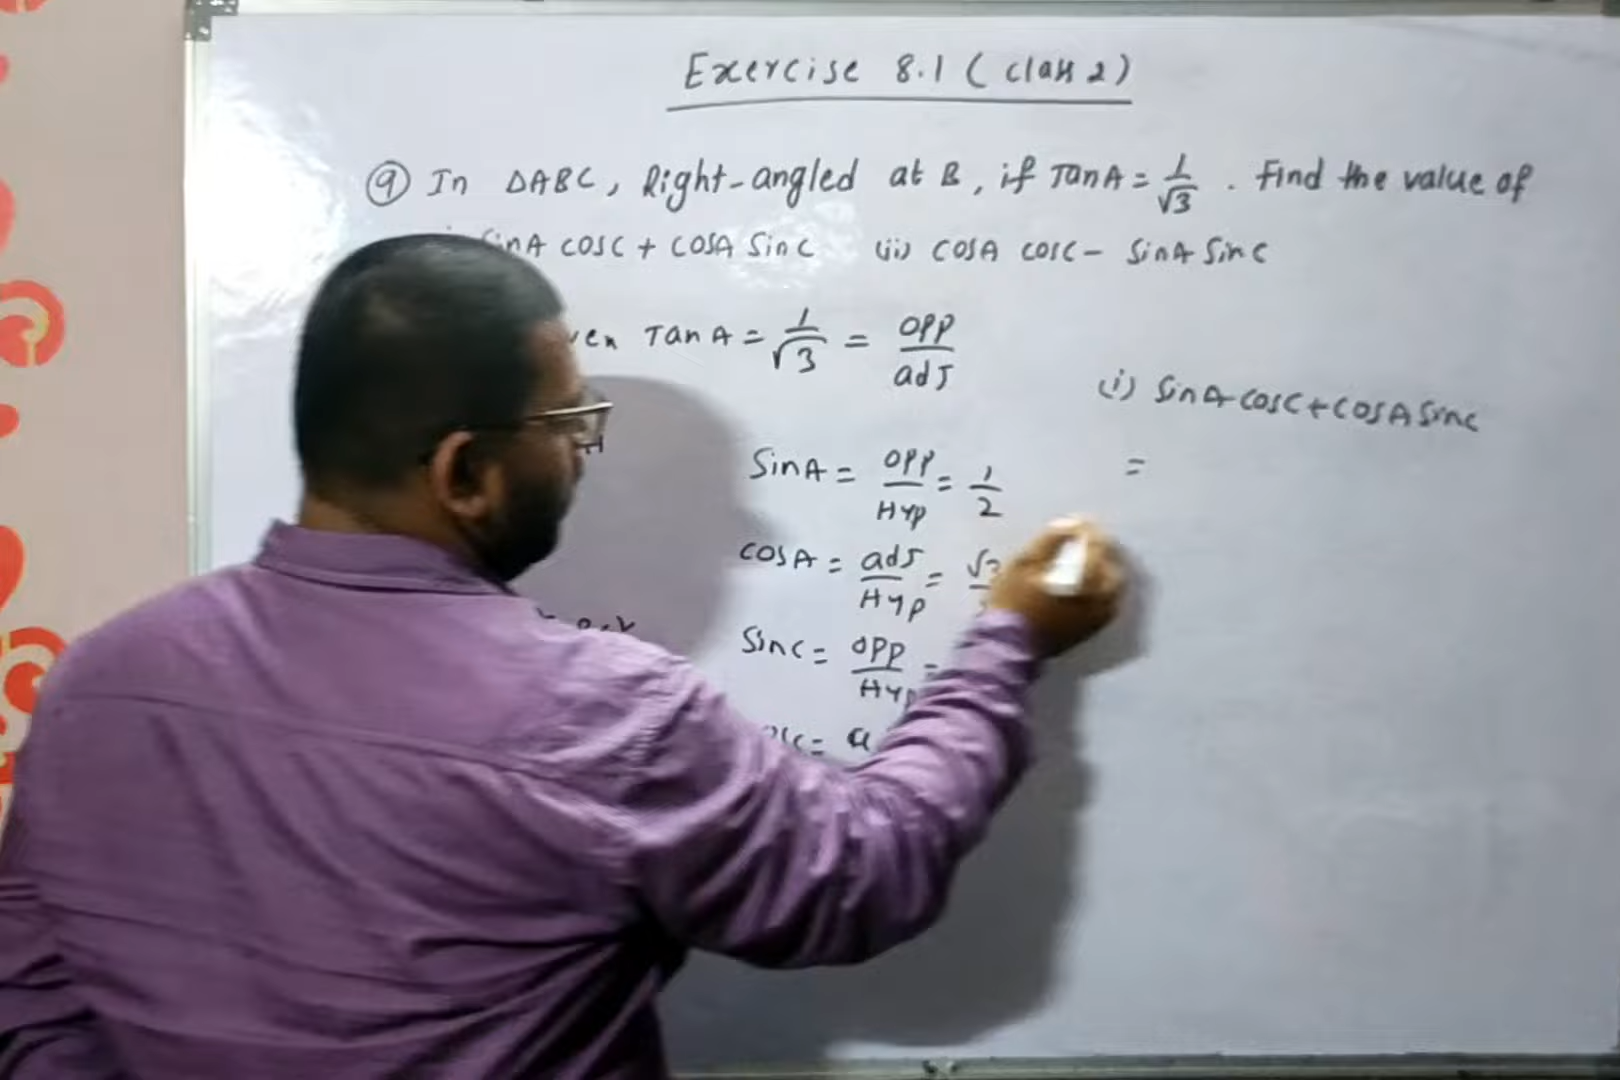 Exercise 8.1 (class 2)
(9) In ΔABC, Right-angled at B, if TanA = 1/√3 . Find the value of
SinA cosC + cosA SinC (ii) cosA cosC - SinA SinC
Tan A = 1/√3 = opp/adj
(i) SinA cosC + cosA SinC
SinA = opp/Hyp = 1/2
=
cosA = adj/Hyp =
SinC = opp/Hyp =